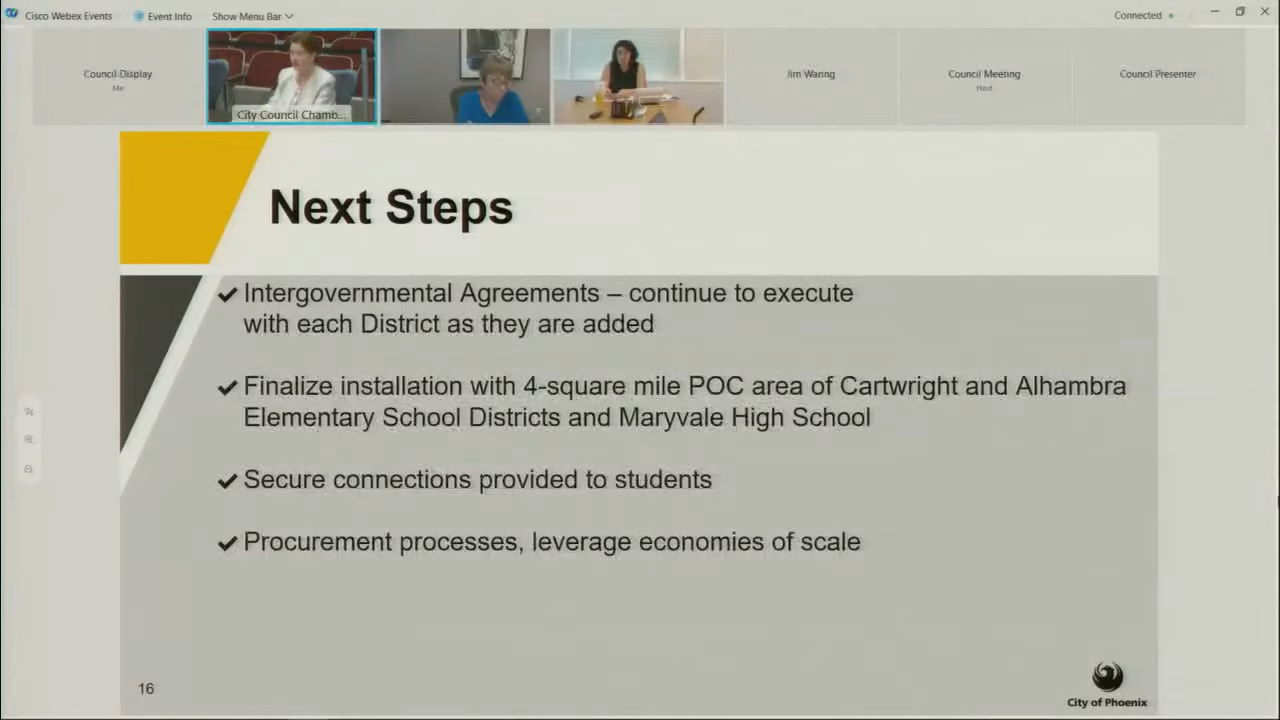 Cisco Webex Events
Event Info
Show Menu Bar
Connected
Council Display
Me
City Council Chamb...
Jim Waring
Council Meeting
Host
Council Presenter
Next Steps
Intergovernmental Agreements – continue to execute
with each District as they are added
Finalize installation with 4-square mile POC area of Cartwright and Alhambra
Elementary School Districts and Maryvale High School
Secure connections provided to students
Procurement processes, leverage economies of scale
16
City of Phoenix